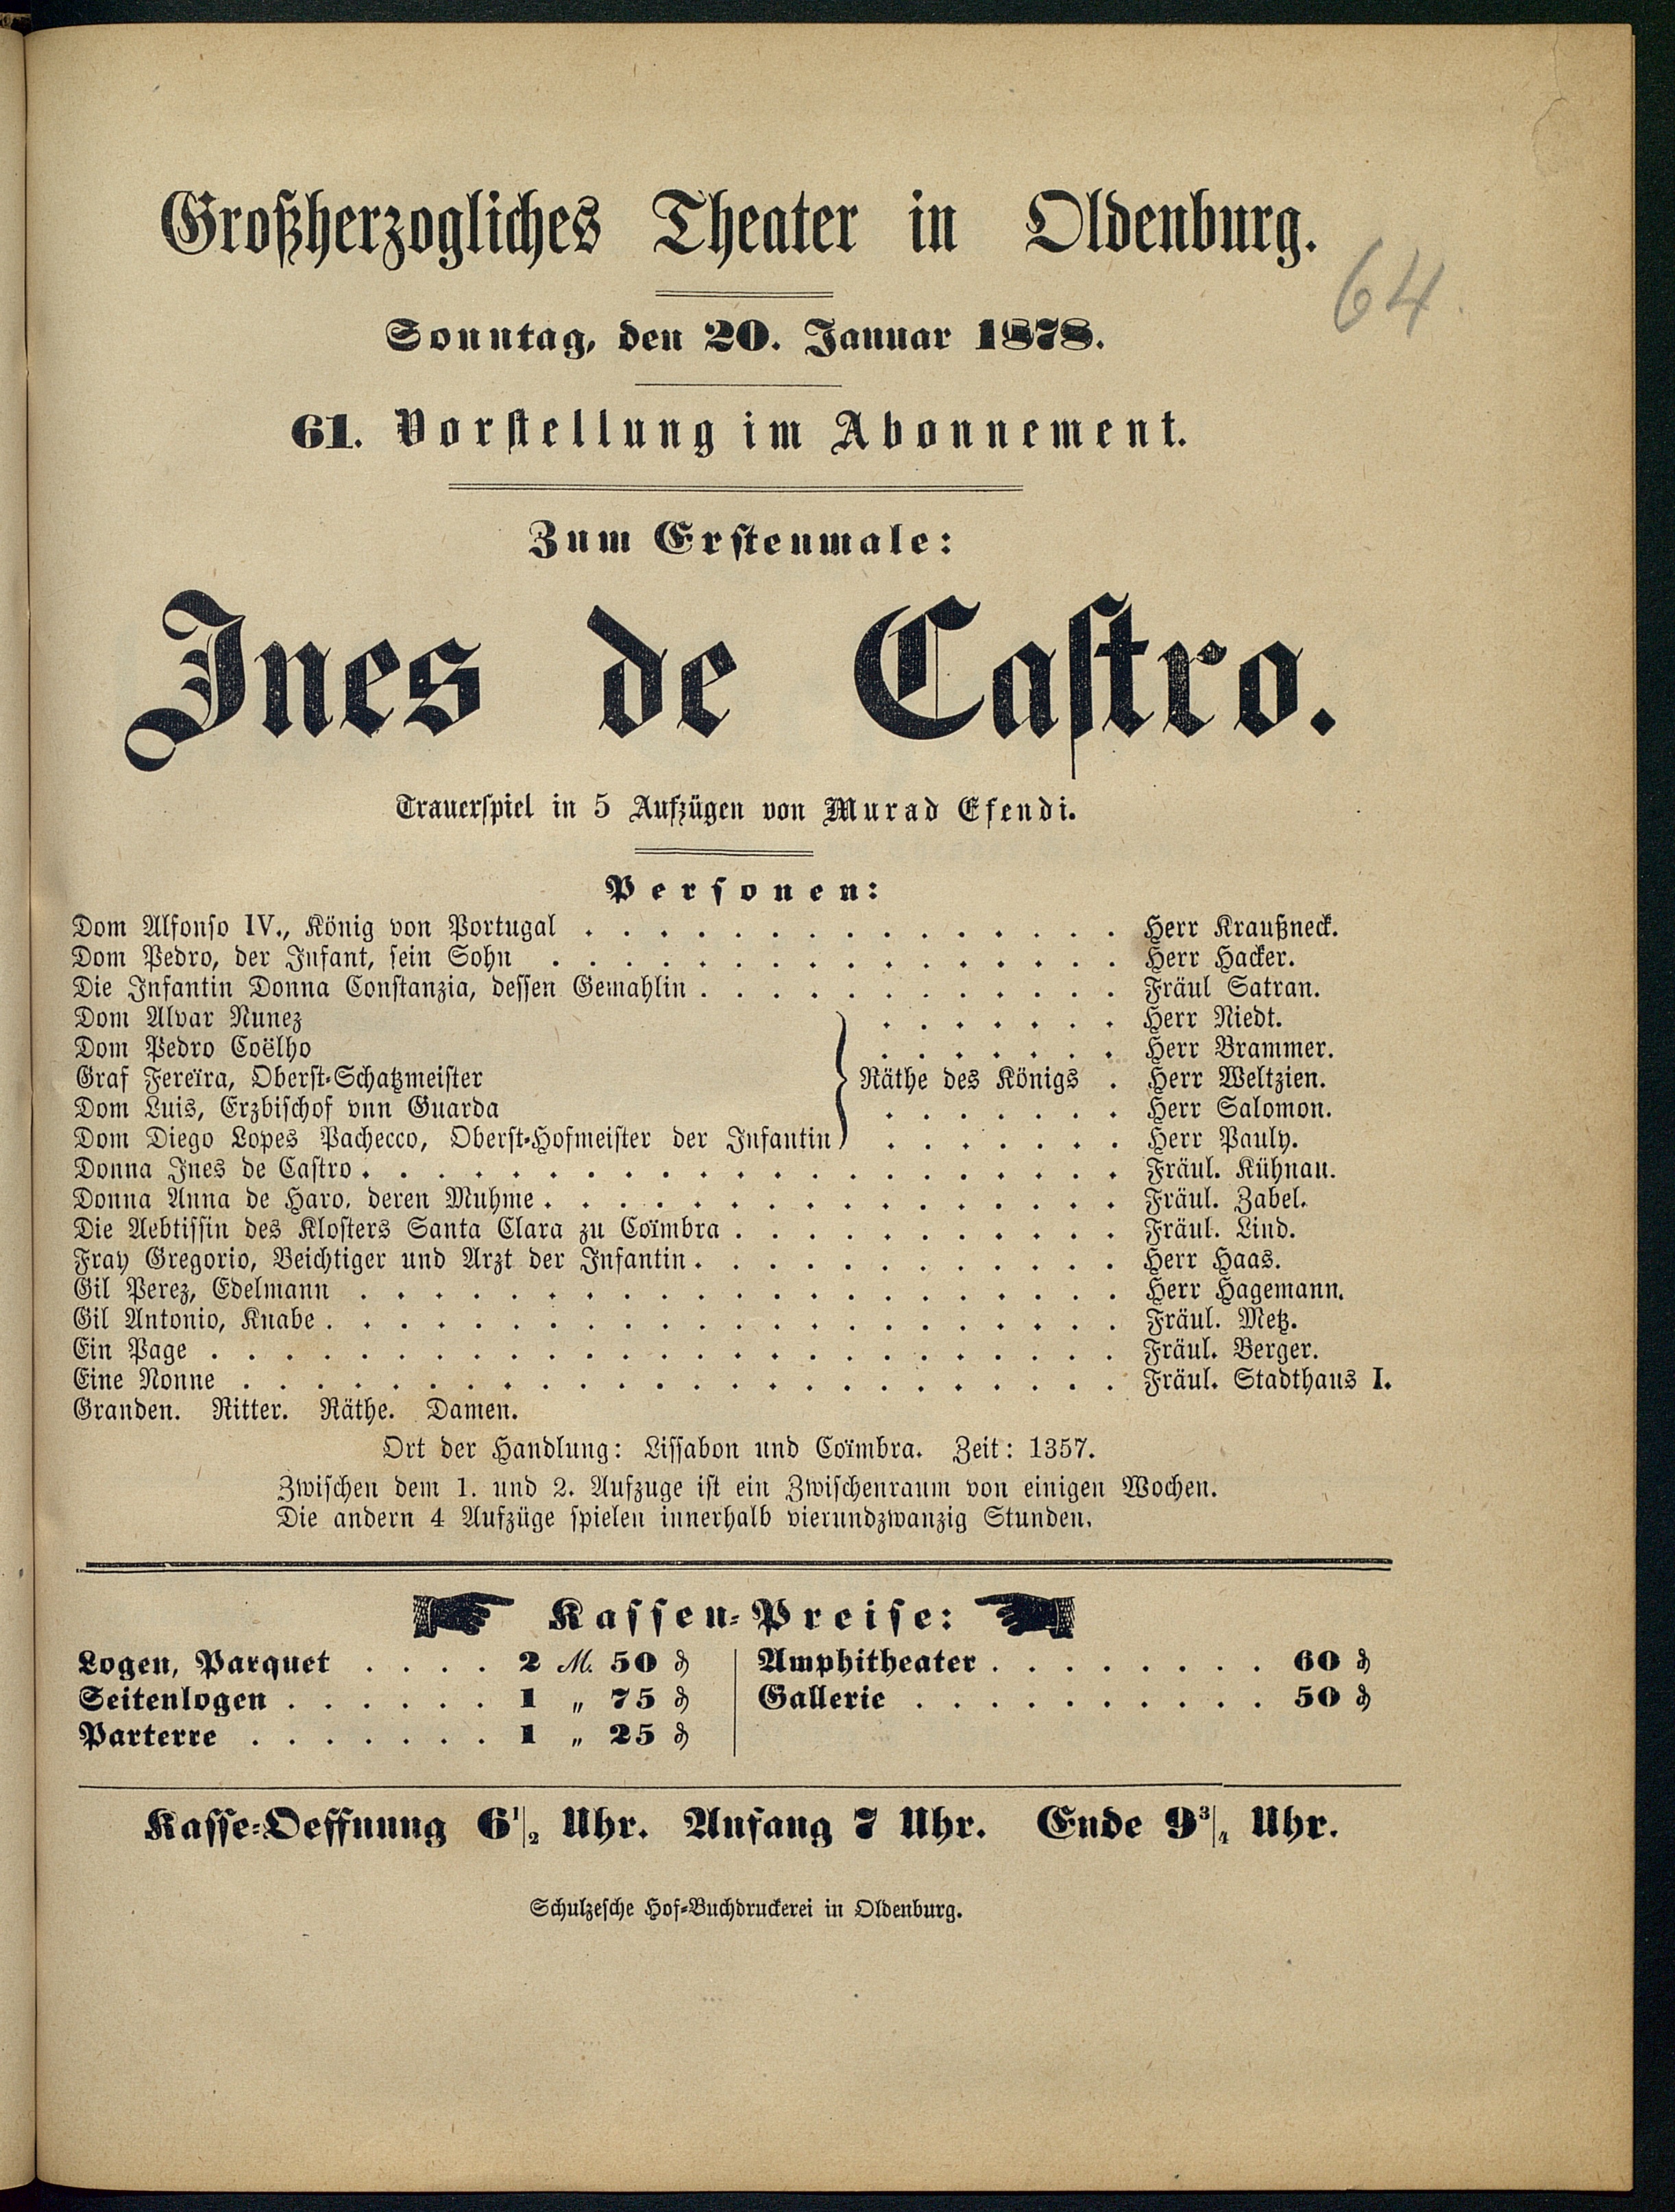 Großherzogliches Theater in Oldenburg.
64.
Sonntag, den 20. Januar 1878.
61. Vorstellung im Abonnement.
Zum Erstenmale:
Ines de Castro.
Trauerspiel in 5 Aufzügen von Murad Efendi.
Personen:
Dom Alfonso IV., König von Portugal . . . . . . . . . . . . . . . Herr Kraußneck.
Dom Pedro, der Infant, sein Sohn . . . . . . . . . . . . . . . . Herr Hacker.
Die Infantin Donna Constanzia, dessen Gemahlin . . . . . . . . . . . . Fräul Satran.
Dom Alvar Nunez . . . . . . . Herr Niedt.
Dom Pedro Coëlho . . . . . . . Herr Brammer.
Graf Fereïra, Oberst-Schatzmeister } Räthe des Königs . Herr Weltzien.
Dom Luis, Erzbischof vnn Guarda . . . . . . . Herr Salomon.
Dom Diego Lopes Pachecco, Oberst-Hofmeister der Infantin . . . . . . . Herr Pauly.
Donna Ines de Castro . . . . . . . . . . . . . . . . . . . . . Fräul. Kühnau.
Donna Anna de Haro, deren Muhme . . . . . . . . . . . . . . . . Fräul. Zabel.
Die Aebtissin des Klosters Santa Clara zu Coïmbra . . . . . . . . . . . Fräul. Lind.
Fray Gregorio, Beichtiger und Arzt der Infantin . . . . . . . . . . . . Herr Haas.
Gil Perez, Edelmann . . . . . . . . . . . . . . . . . . . . . Herr Hagemann.
Gil Antonio, Knabe . . . . . . . . . . . . . . . . . . . . . . Fräul. Metz.
Ein Page . . . . . . . . . . . . . . . . . . . . . . . . . Fräul. Berger.
Eine Nonne . . . . . . . . . . . . . . . . . . . . . . . . Fräul. Stadthaus I.
Granden. Ritter. Räthe. Damen.
Ort der Handlung: Lissabon und Coïmbra. Zeit: 1357.
Zwischen dem 1. und 2. Aufzuge ist ein Zwischenraum von einigen Wochen.
Die andern 4 Aufzüge spielen innerhalb vierundzwanzig Stunden.
Kassen-Preise:
Logen, Parquet . . . . 2 M. 50 ₰
Seitenlogen . . . . . . 1 „ 75 ₰
Parterre . . . . . . . 1 „ 25 ₰
Amphitheater . . . . . . . . 60 ₰
Gallerie . . . . . . . . . . 50 ₰
Kasse-Oeffnung 6 1/2 Uhr. Anfang 7 Uhr. Ende 9 3/4 Uhr.
Schulzesche Hof-Buchdruckerei in Oldenburg.